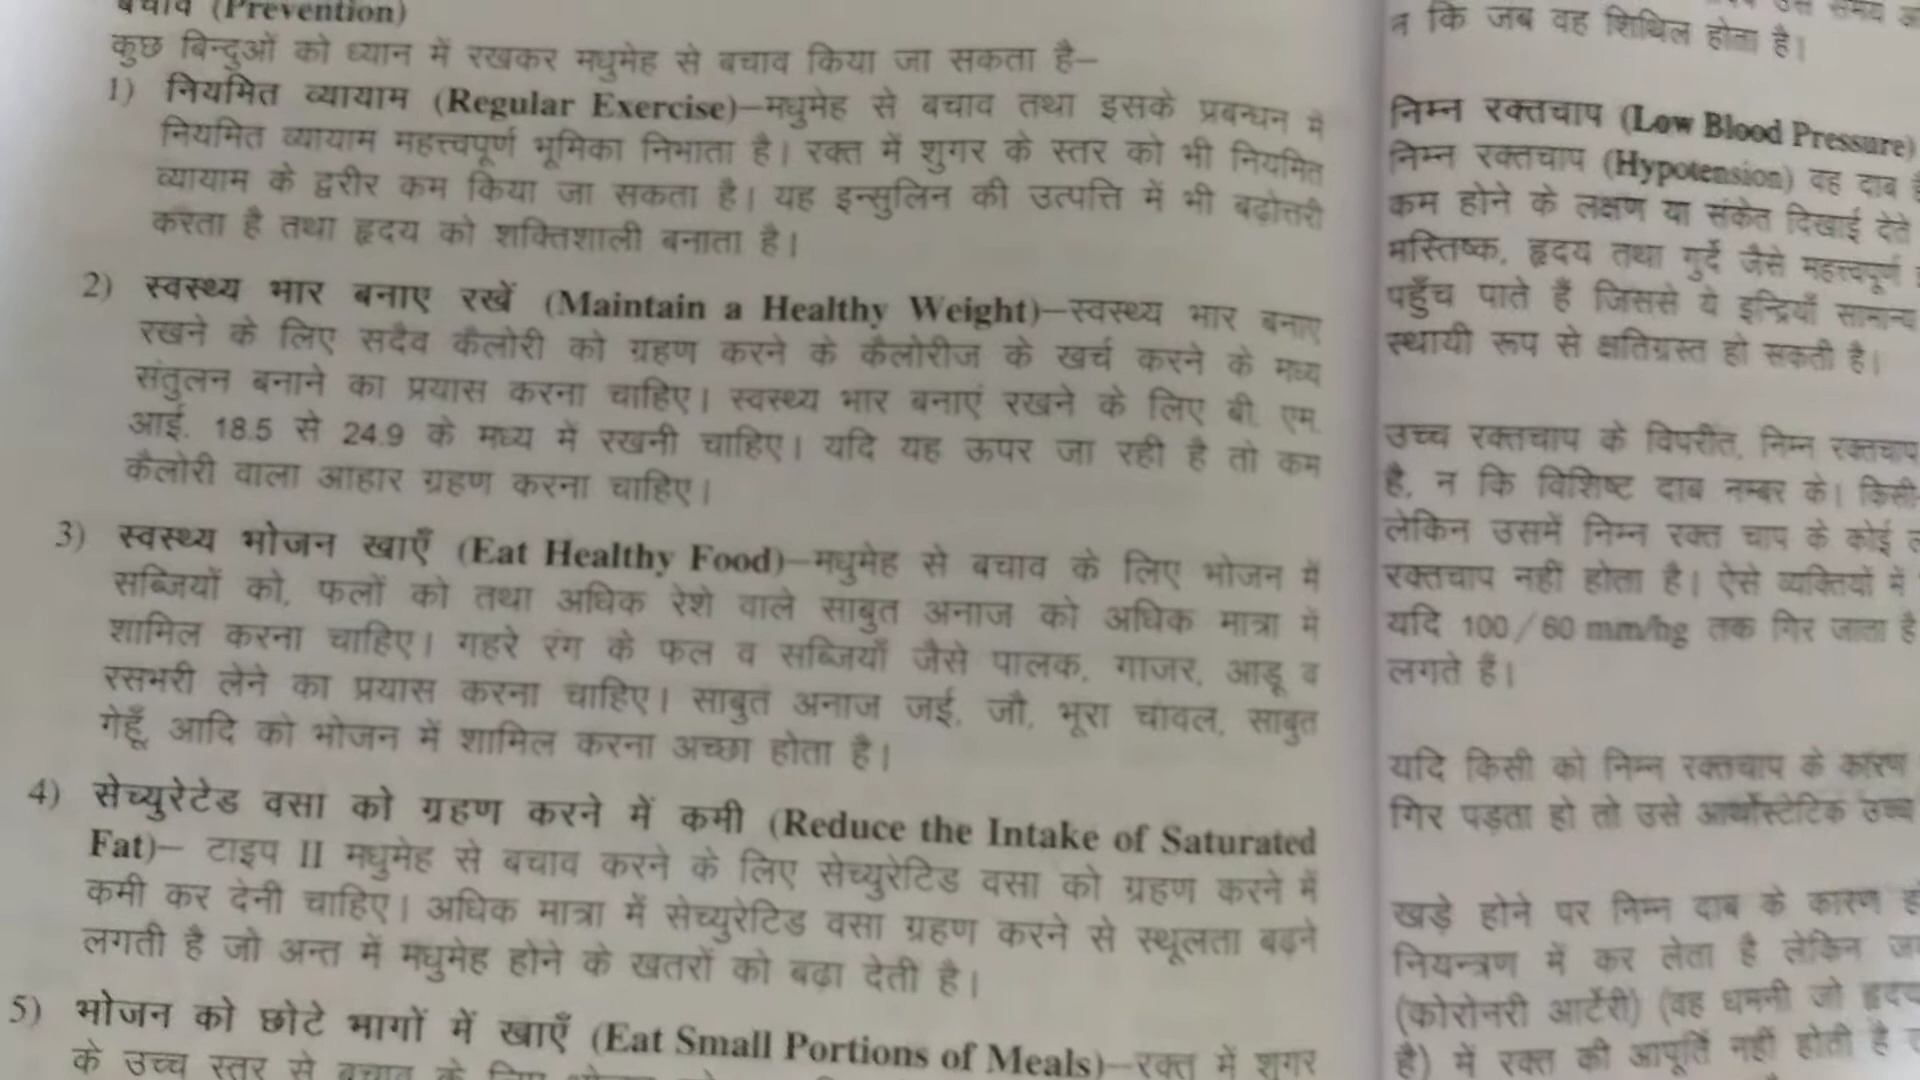 बचाव (Prevention)
कुछ बिन्दुओं को ध्यान में रखकर मधुमेह से बचाव किया जा सकता है–
1) नियमित व्यायाम (Regular Exercise)–मधुमेह से बचाव तथा इसके प्रबन्धन में
नियमित व्यायाम महत्त्वपूर्ण भूमिका निभाता है। रक्त में शुगर के स्तर को भी नियमित
व्यायाम के द्वरीर कम किया जा सकता है। यह इन्सुलिन की उत्पत्ति में भी बढ़ोत्तरी
करता है तथा हृदय को शक्तिशाली बनाता है।
2) स्वस्थ्य भार बनाए रखें (Maintain a Healthy Weight)–स्वस्थ्य भार बनाए
रखने के लिए सदैव कैलोरी को ग्रहण करने के कैलोरीज के खर्च करने के मध्य
संतुलन बनाने का प्रयास करना चाहिए। स्वस्थ्य भार बनाएं रखने के लिए बी. एम.
आई. 18.5 से 24.9 के मध्य में रखनी चाहिए। यदि यह ऊपर जा रही है तो कम
कैलोरी वाला आहार ग्रहण करना चाहिए।
3) स्वस्थ्य भोजन खाएँ (Eat Healthy Food)–मधुमेह से बचाव के लिए भोजन में
सब्जियों को, फलों को तथा अधिक रेशे वाले साबुत अनाज को अधिक मात्रा में
शामिल करना चाहिए। गहरे रंग के फल व सब्जियाँ जैसे पालक, गाजर, आडू व
रसभरी लेने का प्रयास करना चाहिए। साबुत अनाज जई, जौ, भूरा चावल, साबुत
गेहूँ, आदि को भोजन में शामिल करना अच्छा होता है।
4) सेच्युरेटेड वसा को ग्रहण करने में कमी (Reduce the Intake of Saturated
Fat)– टाइप II मधुमेह से बचाव करने के लिए सेच्युरेटिड वसा को ग्रहण करने में
कमी कर देनी चाहिए। अधिक मात्रा में सेच्युरेटिड वसा ग्रहण करने से स्थूलता बढ़ने
लगती है जो अन्त में मधुमेह होने के खतरों को बढ़ा देती है।
5) भोजन को छोटे भागों में खाएँ (Eat Small Portions of Meals)–रक्त में शुगर
के उच्च स्तर से बचाव के लिए
न कि जब वह शिथिल होता है।
निम्न रक्तचाप (Low Blood Pressure)
निम्न रक्तचाप (Hypotension) वह दाब
कम होने के लक्षण या संकेत दिखाई देते
मस्तिष्क, हृदय तथा गुर्दे जैसे महत्त्वपूर्ण
पहुँच पाते हैं जिससे ये इन्द्रियाँ सामान्य
स्थायी रूप से क्षतिग्रस्त हो सकती है।
उच्च रक्तचाप के विपरीत, निम्न रक्तचाप
है, न कि विशिष्ट दाब नम्बर के। किसी
लेकिन उसमें निम्न रक्त चाप के कोई
रक्तचाप नहीं होता है। ऐसे व्यक्तियों में
यदि 100/60 mm/hg तक गिर जाता है
लगते हैं।
यदि किसी को निम्न रक्तचाप के कारण
गिर पड़ता हो तो उसे आर्थोस्टेटिक उच्च
खड़े होने पर निम्न दाब के कारण
नियन्त्रण में कर लेता है लेकिन
(कोरोनरी आर्टेरी) (वह धमनी जो हृदय
है) में रक्त की आपूर्ति नहीं होती है